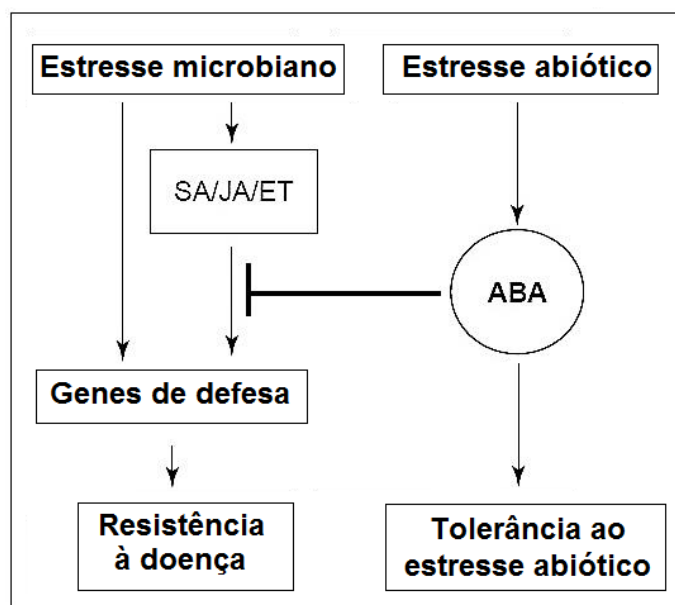 Estresse microbiano
Estresse abiótico
SA/JA/ET
ABA
Genes de defesa
Resistência
à doença
Tolerância ao
estresse abiótico